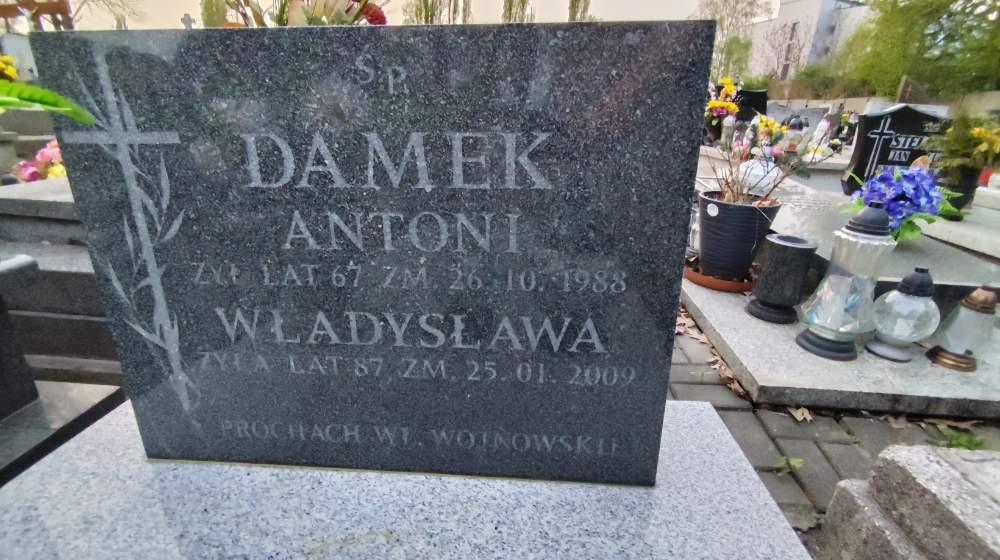 Ś.P.
DAMEK
ANTONI
ŻYŁ LAT 67 ZM. 26. 10. 1988
WŁADYSŁAWA
ŻYŁA LAT 87, ZM. 25. 01. 2009
PROCHACH WŁ.